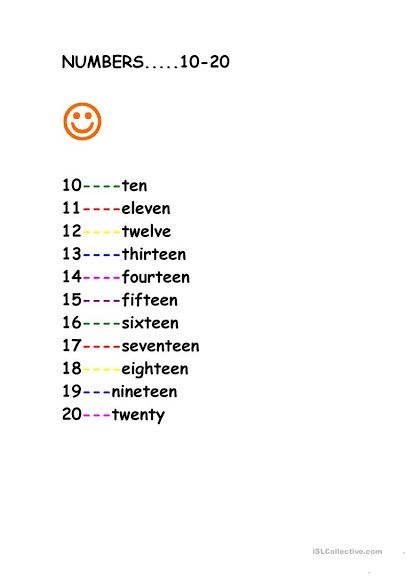 NUMBERS.....10-20
10----ten
11----eleven
12----twelve
13----thirteen
14----fourteen
15----fifteen
16----sixteen
17----seventeen
18----eighteen
19---nineteen
20---twenty
iSLCollective.com